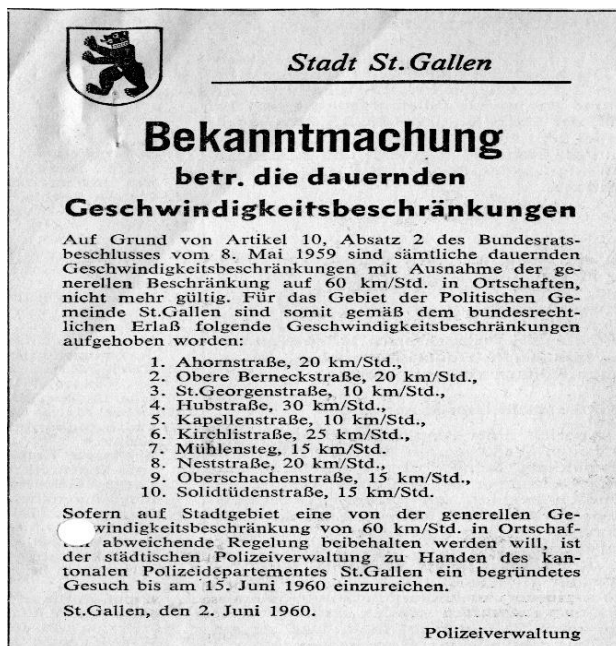 Stadt St.Gallen
Bekanntmachung
betr. die dauernden
Geschwindigkeitsbeschränkungen
Auf Grund von Artikel 10, Absatz 2 des Bundesrats-
beschlusses vom 8. Mai 1959 sind sämtliche dauernden
Geschwindigkeitsbeschränkungen mit Ausnahme der ge-
nerellen Beschränkung auf 60 km/Std. in Ortschaften,
nicht mehr gültig. Für das Gebiet der Politischen Ge-
meinde St.Gallen sind somit gemäß dem bundesrecht-
lichen Erlaß folgende Geschwindigkeitsbeschränkungen
aufgehoben worden:
1. Ahornstraße, 20 km/Std.,
2. Obere Berneckstraße, 20 km/Std.,
3. St.Georgenstraße, 10 km/Std.,
4. Hubstraße, 30 km/Std.,
5. Kapellenstraße, 10 km/Std.,
6. Kirchlistraße, 25 km/Std.,
7. Mühlensteg, 15 km/Std.
8. Neststraße, 20 km/Std.,
9. Oberschachenstraße, 15 km/Std.,
10. Solidtüdenstraße, 15 km/Std.
Sofern auf Stadtgebiet eine von der generellen Ge-
windigkeitsbeschränkung von 60 km/Std. in Ortschaf-
abweichende Regelung beibehalten werden will, ist
der städtischen Polizeiverwaltung zu Handen des kan-
tonalen Polizeidepartementes St.Gallen ein begründetes
Gesuch bis am 15. Juni 1960 einzureichen.
St.Gallen, den 2. Juni 1960.
Polizeiverwaltung